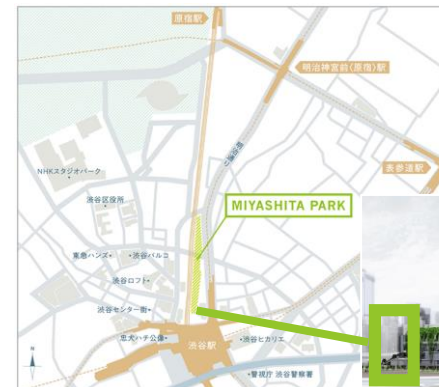 原宿駅
明治神宮前〈原宿〉駅
明治通り
表参道駅
NHKスタジオパーク
渋谷区役所
MIYASHITA PARK
東急ハンズ
渋谷パルコ
渋谷ロフト
渋谷センター街
忠犬ハチ公像
渋谷駅
渋谷ヒカリエ
警視庁 渋谷警察署
N